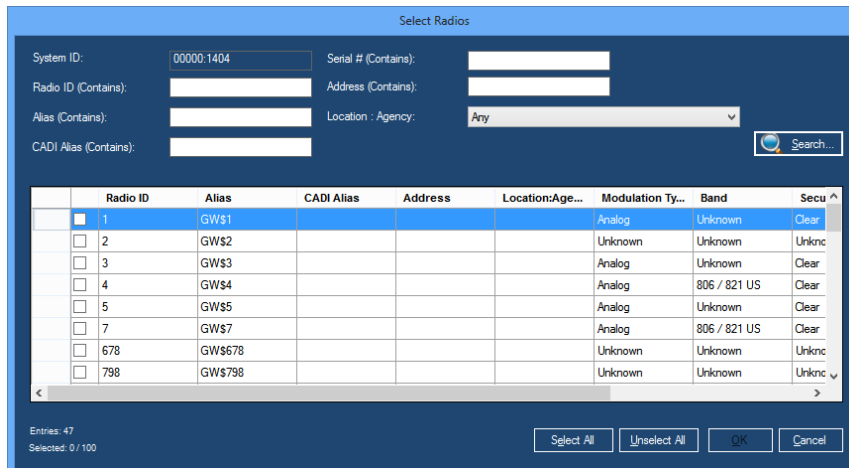 Select Radios
System ID: 00000:1404 Serial # (Contains):
Radio ID (Contains): Address (Contains):
Alias (Contains): Location : Agency: Any
CADI Alias (Contains): Search...
Radio ID Alias CADI Alias Address Location:Age... Modulation Ty... Band Secu
1 GW$1 Analog Unknown Clear
2 GW$2 Unknown Unknown Unknc
3 GW$3 Analog Unknown Clear
4 GW$4 Analog 806 / 821 US Clear
5 GW$5 Analog Unknown Clear
7 GW$7 Analog 806 / 821 US Clear
678 GW$678 Unknown Unknown Unknc
798 GW$798 Unknown Unknown Unknc
Entries: 47
Selected: 0 / 100
Select All Unselect All OK Cancel